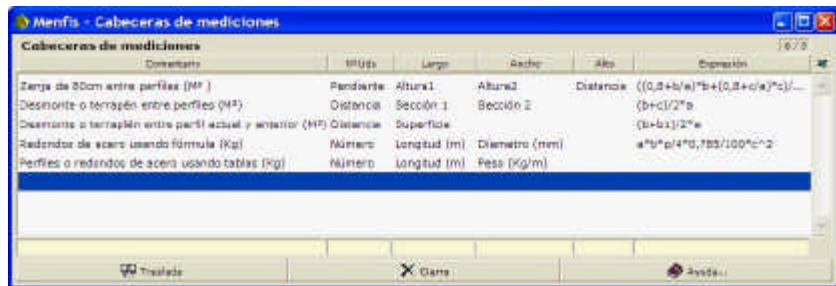 Menfis - Cabeceras de mediciones
Cabeceras de mediciones 6/8
Comentario NºUds Largo Ancho Alto Expresión
Zanja de 80cm entre perfiles (Mº) Pendiente Altura1 Altura2 Distancia ((0,8+b/a)*b+(0,8+c/a)*c)/...
Desmonte o terraplén entre perfiles (Mº) Distancia Sección 1 Sección 2 (b+c)/2*a
Desmonte o terraplén entre perfil actual y anterior (Mº) Distancia Superficie (b+b1)/2*a
Redondos de acero usando fórmula (Kg) Número Longitud (m) Diametro (mm) a*b*p/4*0,785/100*c^2
Perfiles o redondos de acero usando tablas (Kg) Número Longitud (m) Peso (Kg/m)
Traslada Cierra Ayuda...